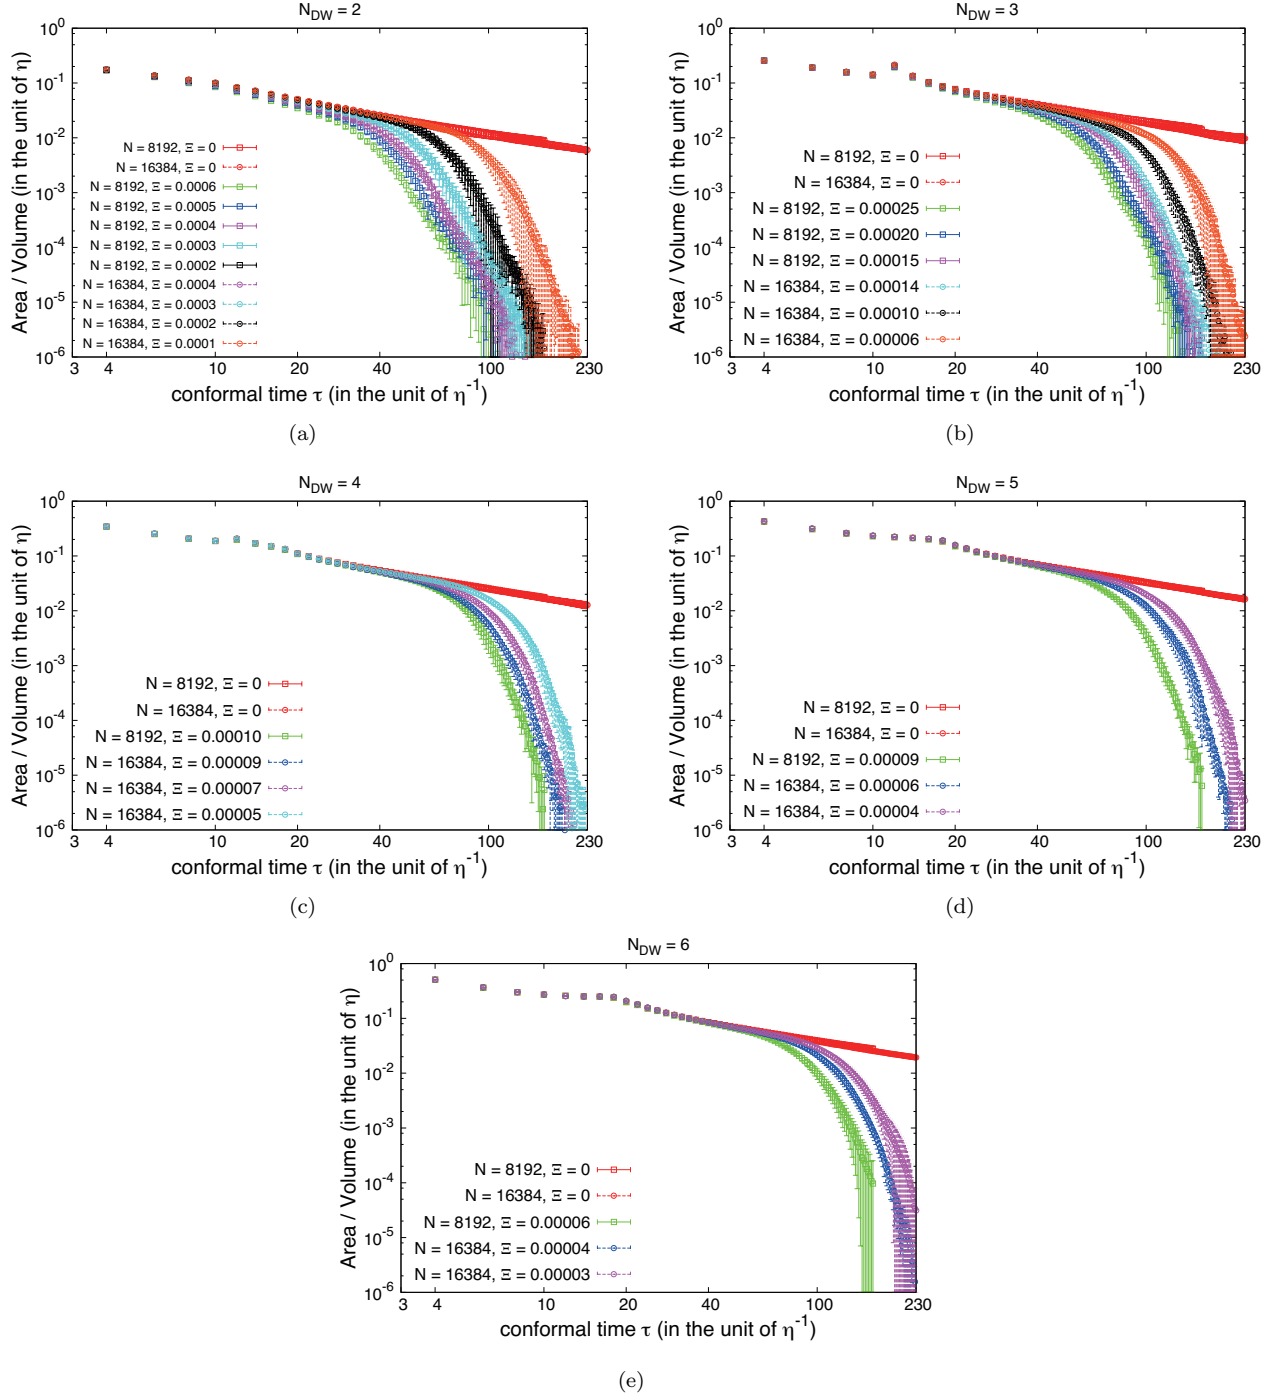 N_DW = 2
Area / Volume (in the unit of η)
10^0
10^-1
10^-2
10^-3
10^-4
10^-5
10^-6
N = 8192, Ξ = 0
N = 16384, Ξ = 0
N = 8192, Ξ = 0.0006
N = 8192, Ξ = 0.0005
N = 8192, Ξ = 0.0004
N = 8192, Ξ = 0.0003
N = 8192, Ξ = 0.0002
N = 16384, Ξ = 0.0004
N = 16384, Ξ = 0.0003
N = 16384, Ξ = 0.0002
N = 16384, Ξ = 0.0001
3 4 10 20 40 100 230
conformal time τ (in the unit of η^-1)
(a)
N_DW = 3
Area / Volume (in the unit of η)
10^0
10^-1
10^-2
10^-3
10^-4
10^-5
10^-6
N = 8192, Ξ = 0
N = 16384, Ξ = 0
N = 8192, Ξ = 0.00025
N = 8192, Ξ = 0.00020
N = 8192, Ξ = 0.00015
N = 16384, Ξ = 0.00014
N = 16384, Ξ = 0.00010
N = 16384, Ξ = 0.00006
3 4 10 20 40 100 230
conformal time τ (in the unit of η^-1)
(b)
N_DW = 4
Area / Volume (in the unit of η)
10^0
10^-1
10^-2
10^-3
10^-4
10^-5
10^-6
N = 8192, Ξ = 0
N = 16384, Ξ = 0
N = 8192, Ξ = 0.00010
N = 16384, Ξ = 0.00009
N = 16384, Ξ = 0.00007
N = 16384, Ξ = 0.00005
3 4 10 20 40 100 230
conformal time τ (in the unit of η^-1)
(c)
N_DW = 5
Area / Volume (in the unit of η)
10^0
10^-1
10^-2
10^-3
10^-4
10^-5
10^-6
N = 8192, Ξ = 0
N = 16384, Ξ = 0
N = 8192, Ξ = 0.00009
N = 16384, Ξ = 0.00006
N = 16384, Ξ = 0.00004
3 4 10 20 40 100 230
conformal time τ (in the unit of η^-1)
(d)
N_DW = 6
Area / Volume (in the unit of η)
10^0
10^-1
10^-2
10^-3
10^-4
10^-5
10^-6
N = 8192, Ξ = 0
N = 16384, Ξ = 0
N = 8192, Ξ = 0.00006
N = 16384, Ξ = 0.00004
N = 16384, Ξ = 0.00003
3 4 10 20 40 100 230
conformal time τ (in the unit of η^-1)
(e)